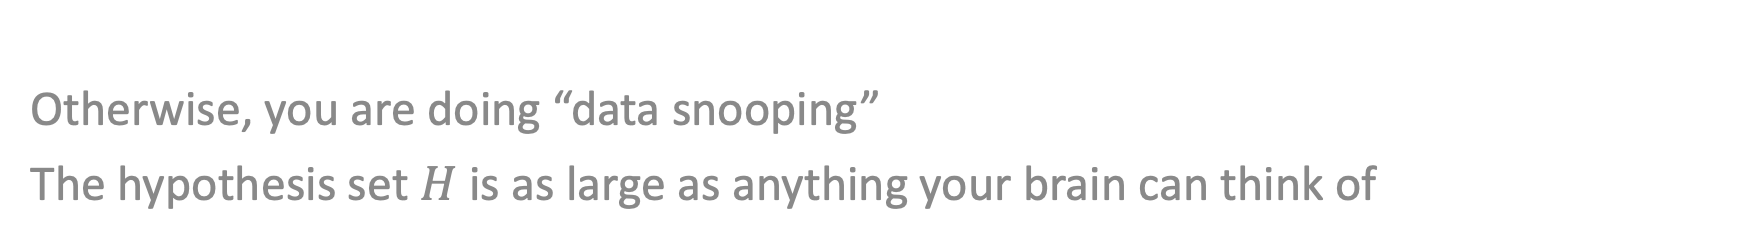 Otherwise, you are doing “data snooping”
The hypothesis set 𝐻 is as large as anything your brain can think of